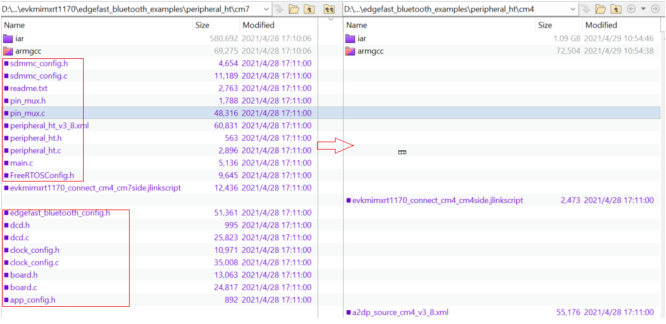 D:\...\evkmimxrt1170\edgefast_bluetooth_examples\peripheral_ht\cm7 D:\...\edgefast_bluetooth_examples\peripheral_ht\cm4
Name Size Modified Name Size Modified
iar 580,692 2021/4/28 17:10:06 iar 1.09 GB 2021/4/29 10:54:46
armgcc 69,275 2021/4/28 17:10:06 armgcc 72,504 2021/4/29 10:54:38
sdmmc_config.h 4,654 2021/4/28 17:11:00
sdmmc_config.c 11,189 2021/4/28 17:11:00
readme.txt 2,763 2021/4/28 17:11:00
pin_mux.h 1,788 2021/4/28 17:11:00
pin_mux.c 48,316 2021/4/28 17:11:00
peripheral_ht_v3_8.xml 60,831 2021/4/28 17:11:00
peripheral_ht.h 563 2021/4/28 17:11:00
peripheral_ht.c 2,896 2021/4/28 17:11:00
main.c 5,136 2021/4/28 17:11:00
FreeRTOSConfig.h 9,645 2021/4/28 17:11:00
evkmimxrt1170_connect_cm4_cm7side.jlinkscript 12,436 2021/4/28 17:11:00
evkmimxrt1170_connect_cm4_cm4side.jlinkscript 2,473 2021/4/28 17:11:00
edgefast_bluetooth_config.h 51,361 2021/4/28 17:11:00
dcd.h 995 2021/4/28 17:11:00
dcd.c 25,823 2021/4/28 17:11:00
clock_config.h 10,971 2021/4/28 17:11:00
clock_config.c 35,008 2021/4/28 17:11:00
board.h 13,063 2021/4/28 17:11:00
board.c 24,817 2021/4/28 17:11:00
app_config.h 892 2021/4/28 17:11:00
a2dp_source_cm4_v3_8.xml 55,176 2021/4/28 17:11:00